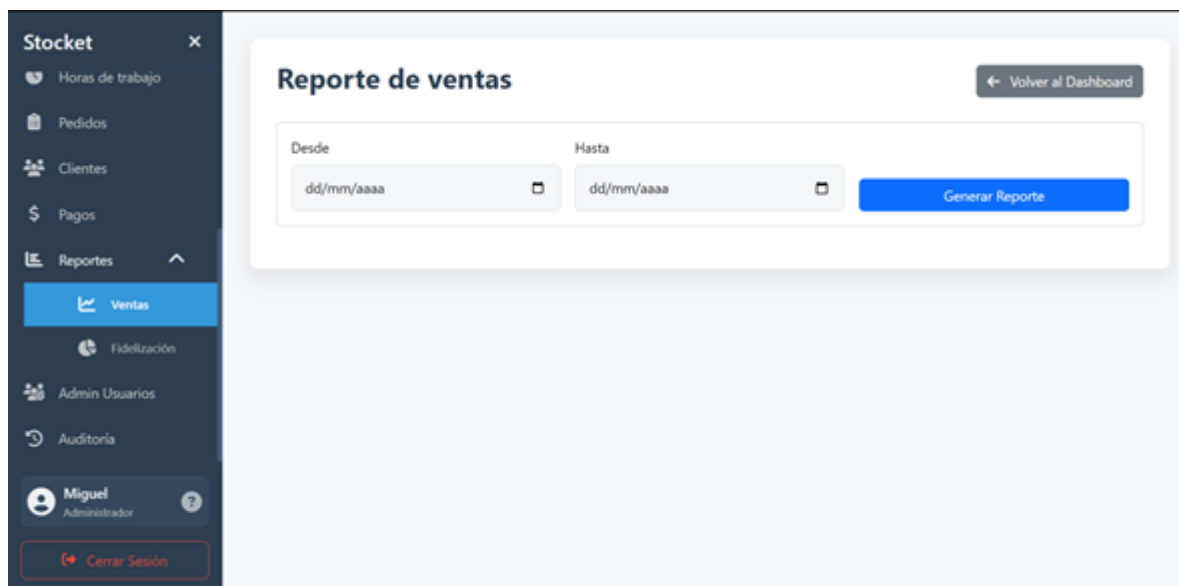 Stocket ×
Horas de trabajo
Pedidos
Clientes
$ Pagos
Reportes
Ventas
Fidelización
Admin Usuarios
Auditoría
Miguel
Administrador
?
Cerrar Sesión
Reporte de ventas
← Volver al Dashboard
Desde
Hasta
dd/mm/aaaa
dd/mm/aaaa
Generar Reporte